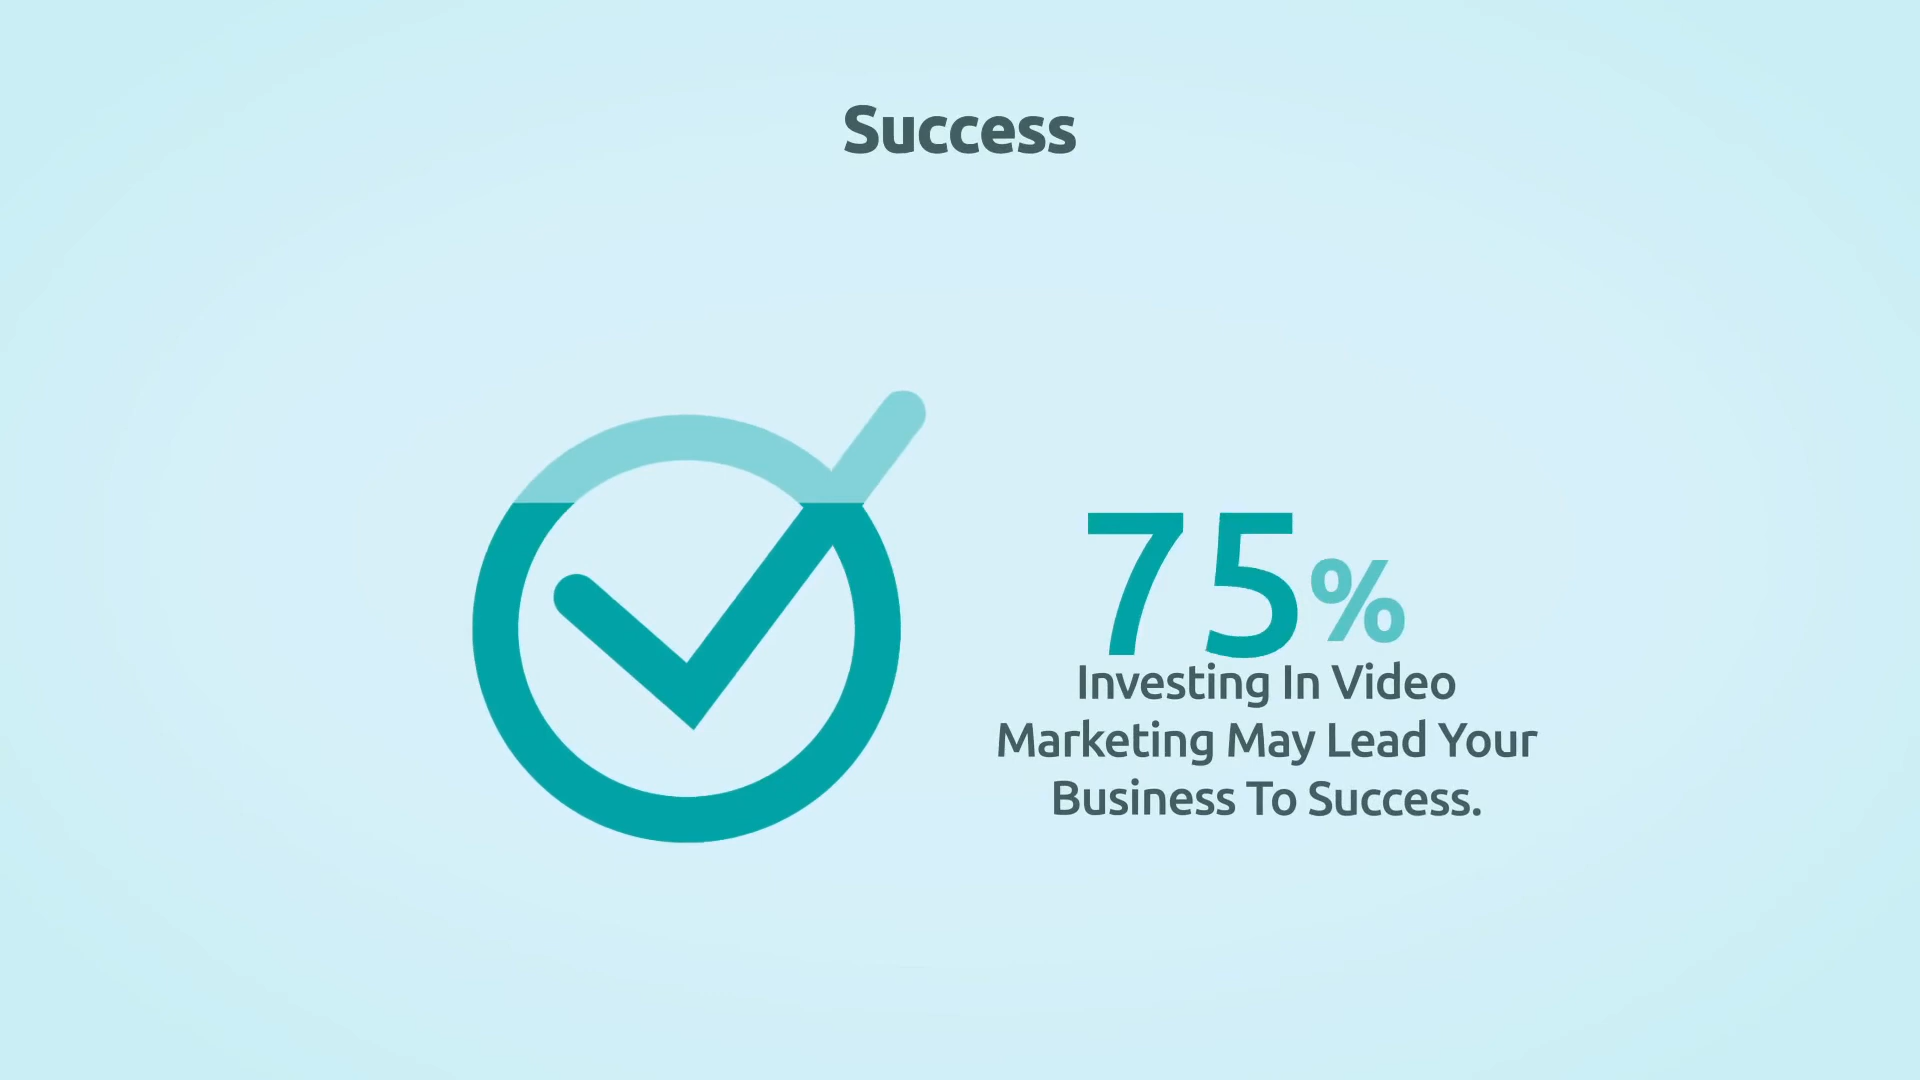 Success
75%
Investing In Video
Marketing May Lead Your
Business To Success.